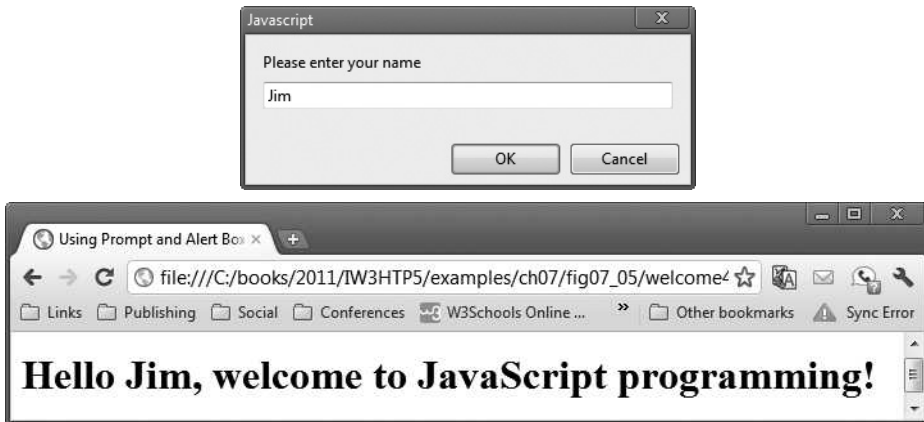 Javascript
Please enter your name
Jim
OK Cancel
Using Prompt and Alert Box
file:///C:/books/2011/IW3HTP5/examples/ch07/fig07_05/welcome4
Links Publishing Social Conferences W3Schools Online ... » Other bookmarks Sync Error
Hello Jim, welcome to JavaScript programming!